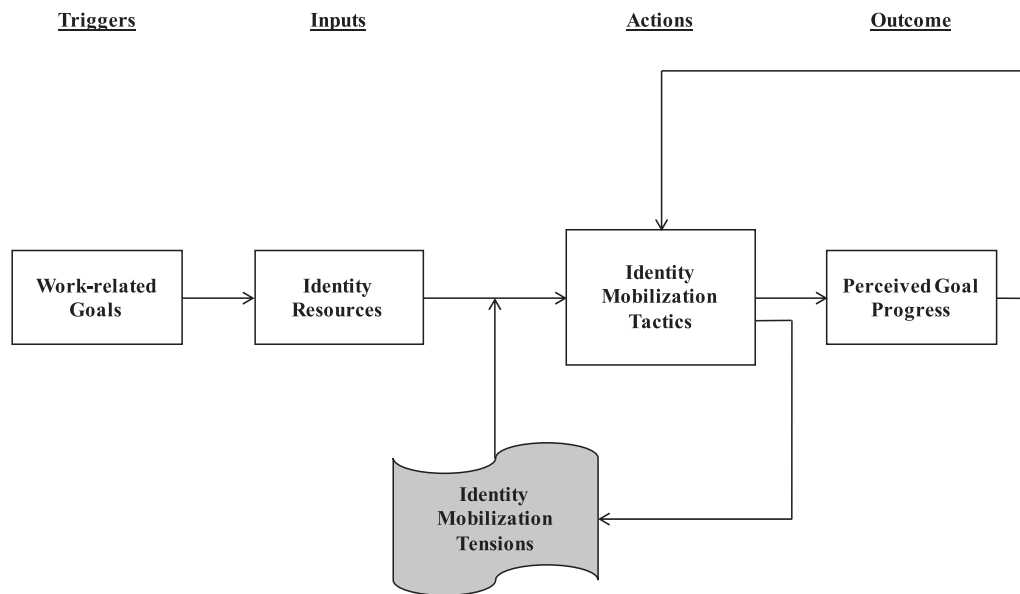 Triggers
Inputs
Actions
Outcome
Work-related
Goals
Identity
Resources
Identity
Mobilization
Tactics
Perceived Goal
Progress
Identity
Mobilization
Tensions